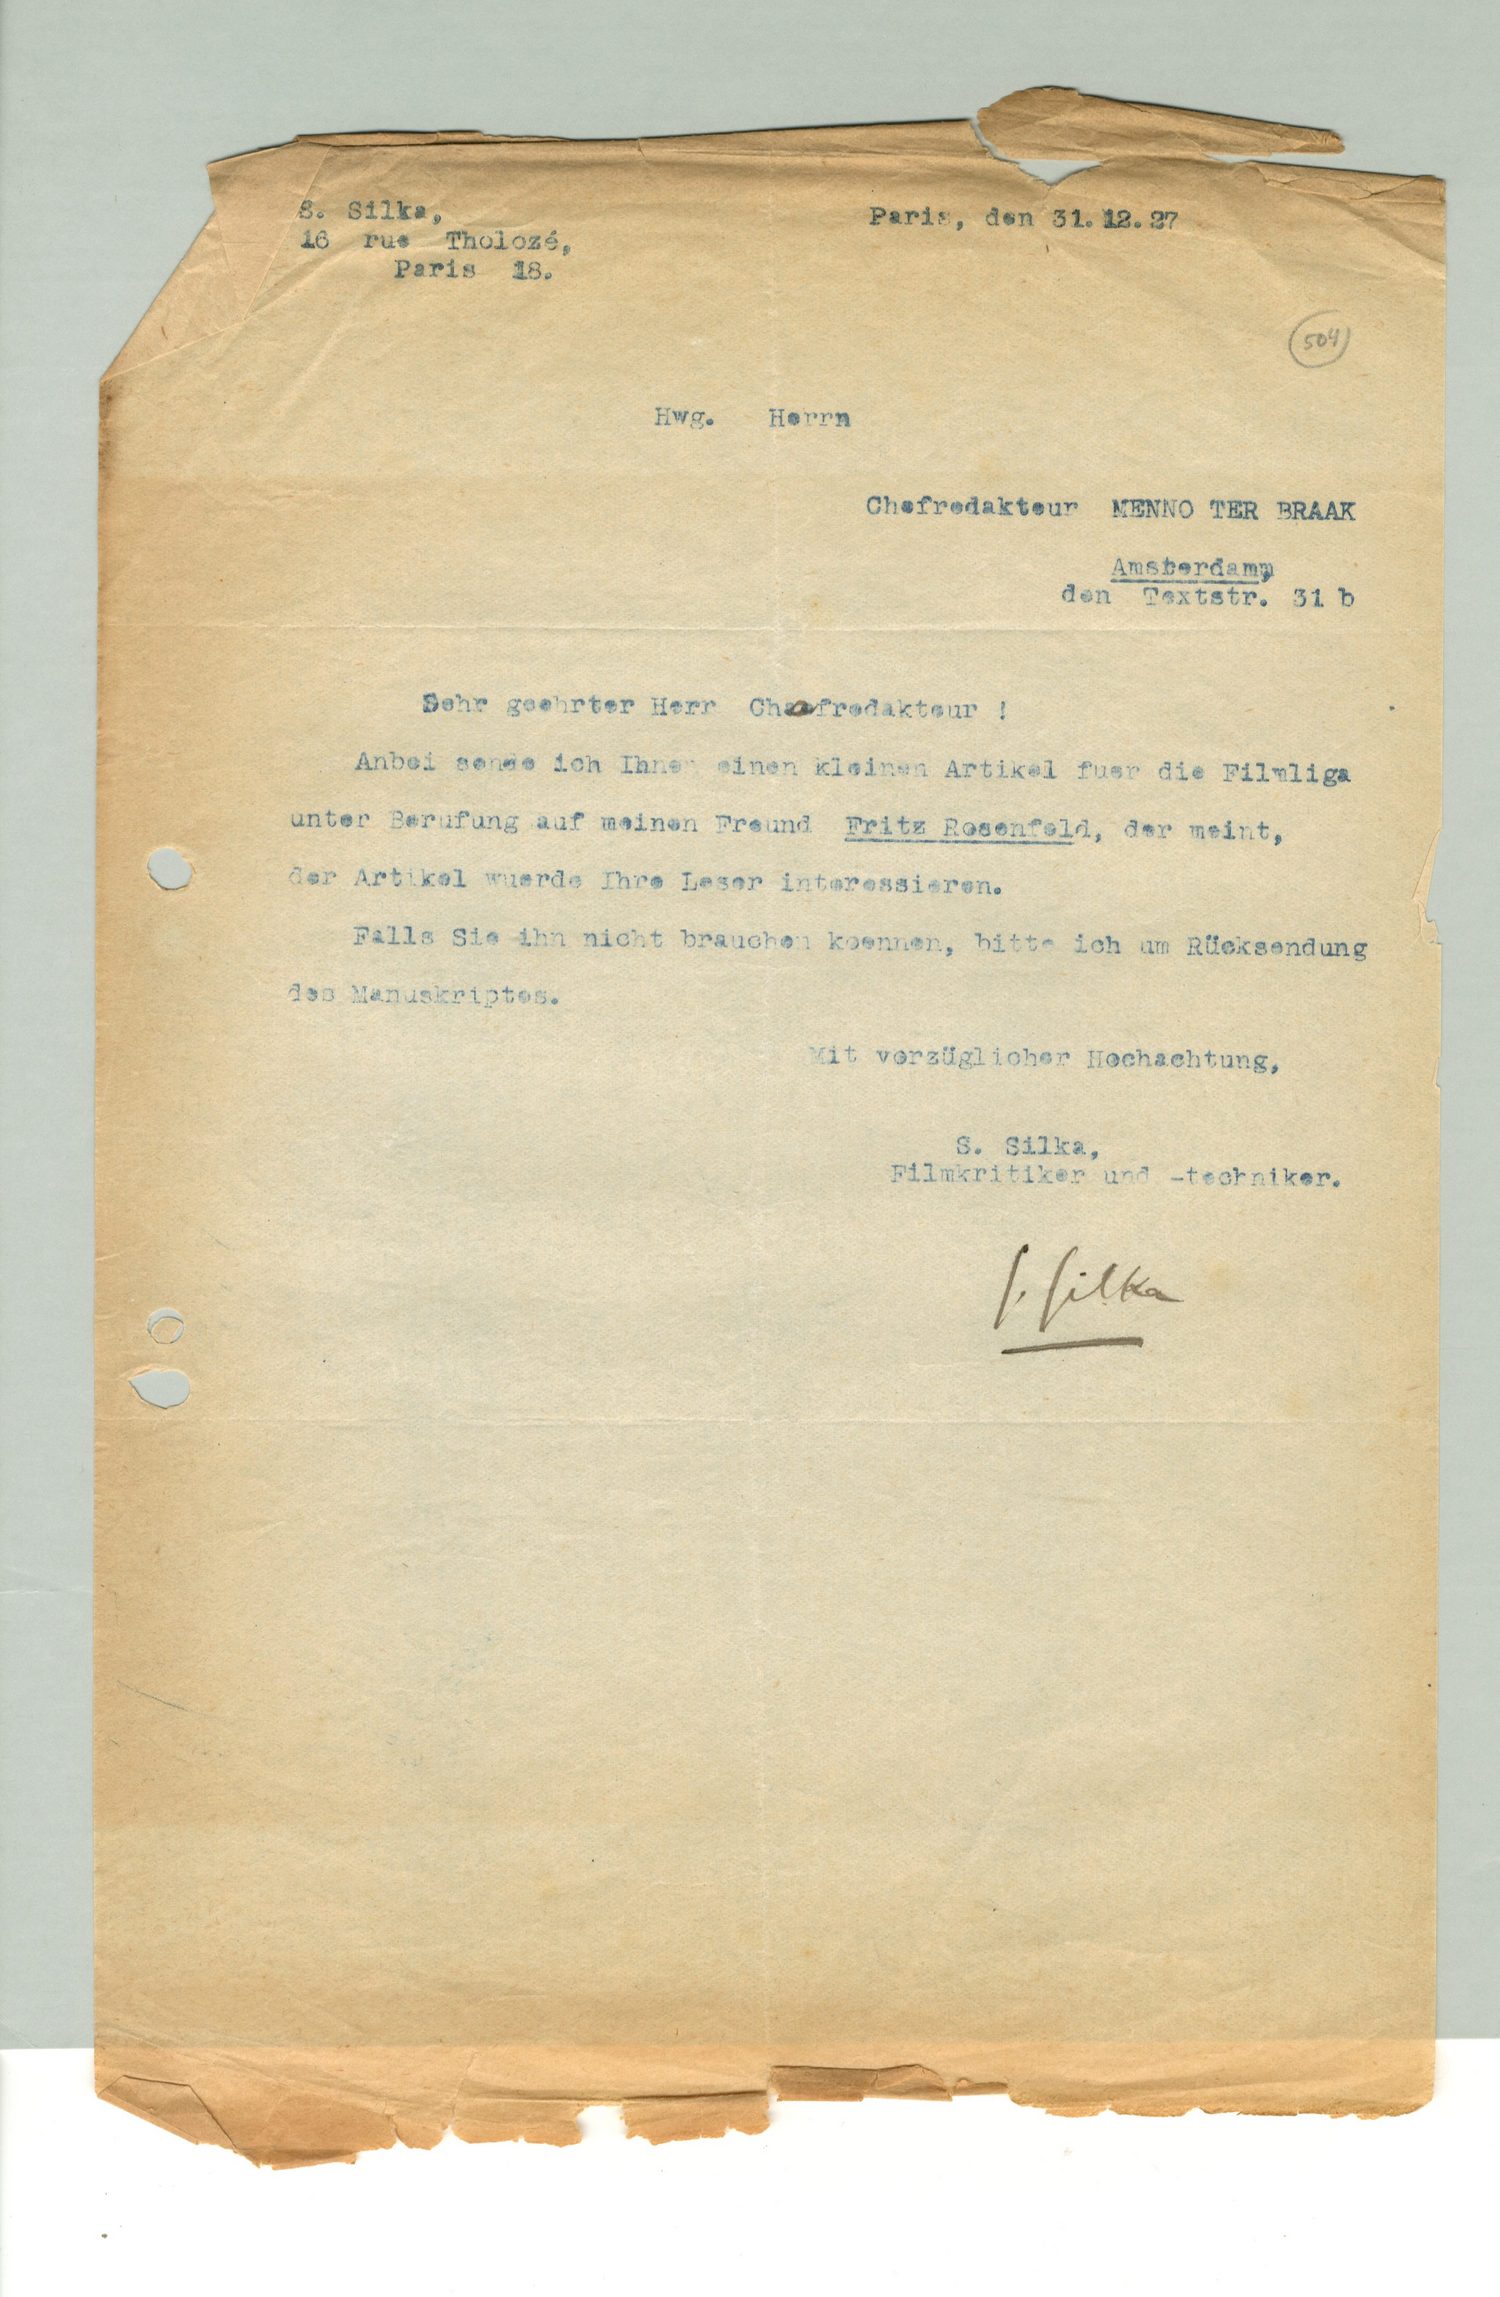 S. Silka,
16 rue Tholozé,
Paris 18.
Paris, den 31.12.27
504
Hwg. Herrn
Chefredakteur MENNO TER BRAAK
Amsterdam,
den Textstr. 31 b
Sehr geehrter Herr Chefredakteur !
Anbei sende ich Ihnen einen kleinen Artikel fuer die Filmliga
unter Berufung auf meinen Freund Fritz Rosenfeld, der meint,
der Artikel wuerde Ihre Leser interessieren.
Falls Sie ihn nicht brauchen koennen, bitte ich um Rücksendung
des Manuskriptes.
Mit vorzüglicher Hochachtung,
S. Silka,
Filmkritiker und -techniker.
S. Silka